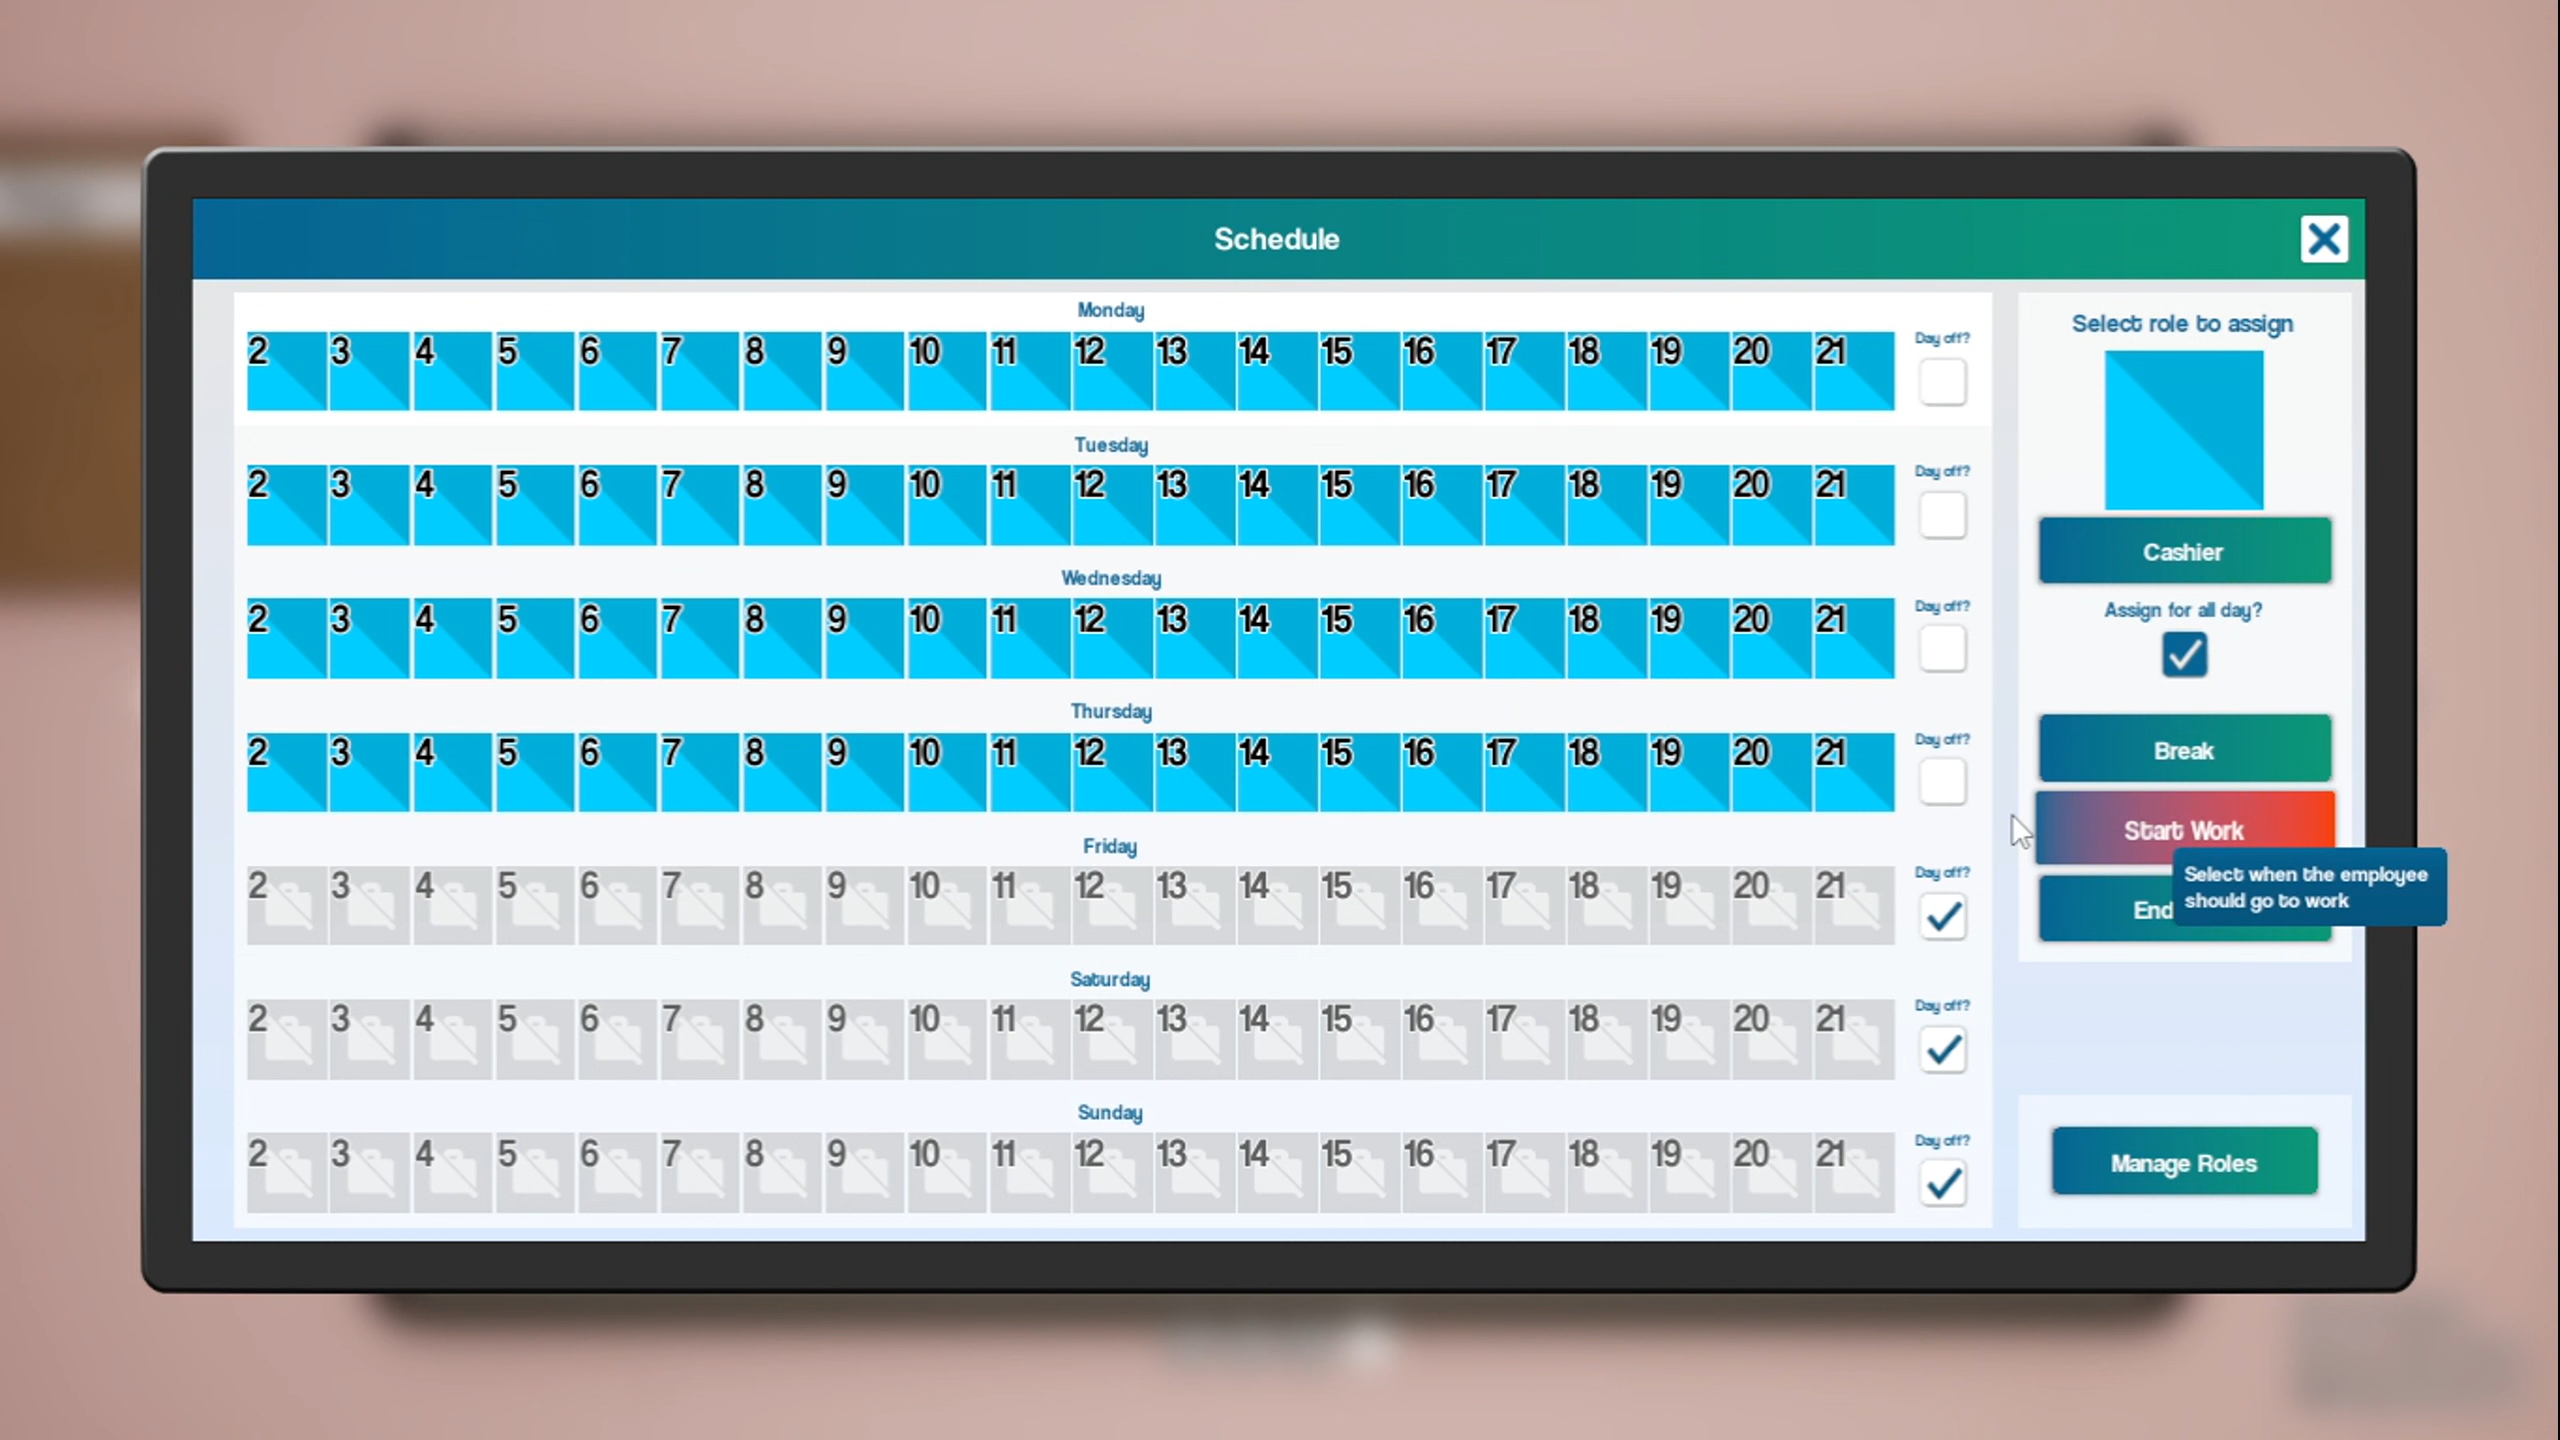 Schedule
Monday
2 3 4 5 6 7 8 9 10 11 12 13 14 15 16 17 18 19 20 21
Day off?
Tuesday
2 3 4 5 6 7 8 9 10 11 12 13 14 15 16 17 18 19 20 21
Day off?
Wednesday
2 3 4 5 6 7 8 9 10 11 12 13 14 15 16 17 18 19 20 21
Day off?
Thursday
2 3 4 5 6 7 8 9 10 11 12 13 14 15 16 17 18 19 20 21
Day off?
Friday
2 3 4 5 6 7 8 9 10 11 12 13 14 15 16 17 18 19 20 21
Day off?
Saturday
2 3 4 5 6 7 8 9 10 11 12 13 14 15 16 17 18 19 20 21
Day off?
Sunday
2 3 4 5 6 7 8 9 10 11 12 13 14 15 16 17 18 19 20 21
Day off?
Select role to assign
Cashier
Assign for all day?
Break
Start Work
End
Select when the employee
should go to work
Manage Roles